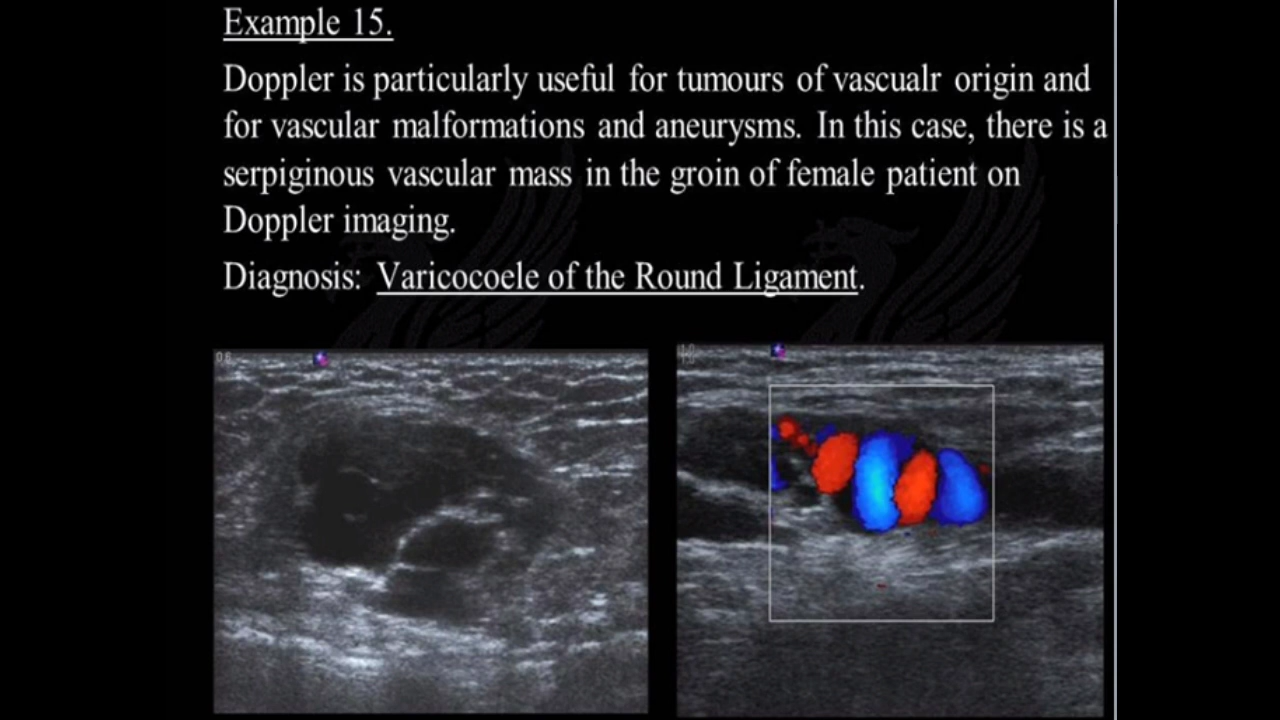 Example 15.
Doppler is particularly useful for tumours of vascualr origin and
for vascular malformations and aneurysms. In this case, there is a
serpiginous vascular mass in the groin of female patient on
Doppler imaging.
Diagnosis: Varicocoele of the Round Ligament.